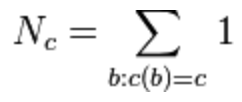 N_c = \sum_{b:c(b)=c} 1